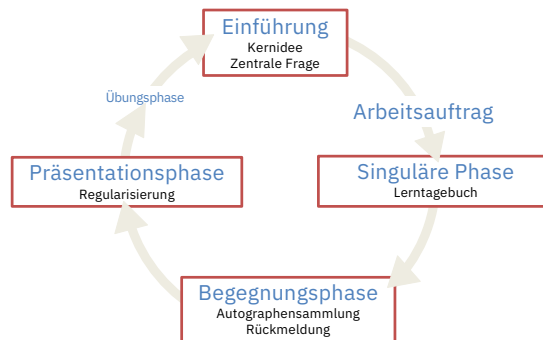 Einführung
Kernidee
Zentrale Frage
Übungsphase
Arbeitsauftrag
Präsentationsphase
Regularisierung
Singuläre Phase
Lerntagebuch
Begegnungsphase
Autographensammlung
Rückmeldung